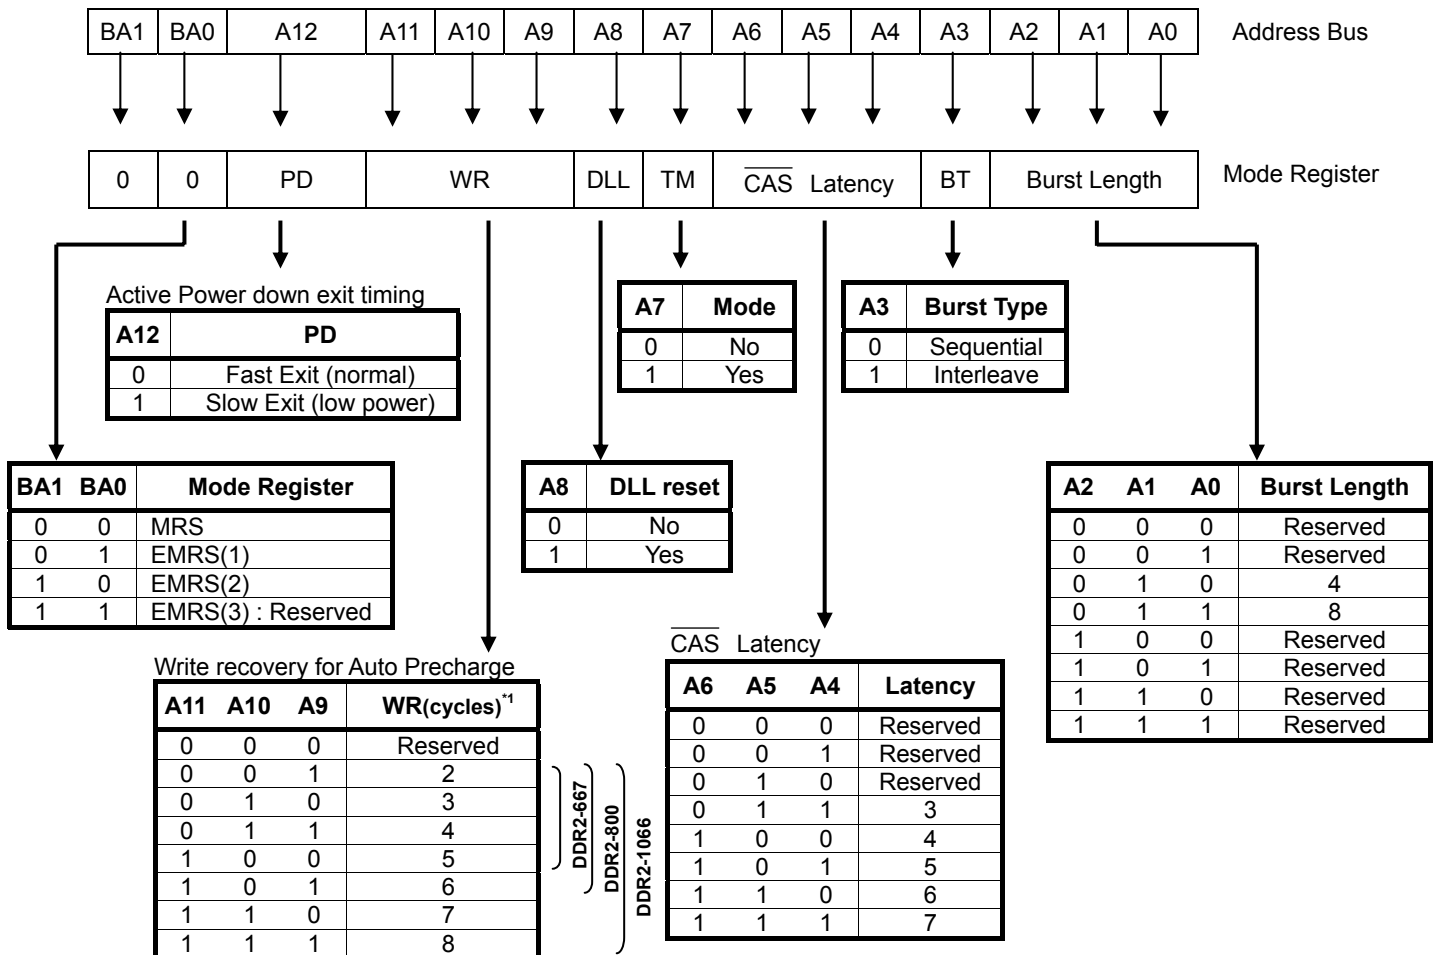 BA1 BA0 A12 A11 A10 A9 A8 A7 A6 A5 A4 A3 A2 A1 A0 Address Bus
0 0 PD WR DLL TM CAS Latency BT Burst Length Mode Register
Active Power down exit timing
A12 PD
0 Fast Exit (normal)
1 Slow Exit (low power)
A7 Mode
0 No
1 Yes
A3 Burst Type
0 Sequential
1 Interleave
BA1 BA0 Mode Register
0 0 MRS
0 1 EMRS(1)
1 0 EMRS(2)
1 1 EMRS(3) : Reserved
A8 DLL reset
0 No
1 Yes
A2 A1 A0 Burst Length
0 0 0 Reserved
0 0 1 Reserved
0 1 0 4
0 1 1 8
1 0 0 Reserved
1 0 1 Reserved
1 1 0 Reserved
1 1 1 Reserved
Write recovery for Auto Precharge
A11 A10 A9 WR(cycles)*1
0 0 0 Reserved
0 0 1 2
0 1 0 3
0 1 1 4
1 0 0 5
1 0 1 6
1 1 0 7
1 1 1 8
DDR2-667
DDR2-800
DDR2-1066
CAS Latency
A6 A5 A4 Latency
0 0 0 Reserved
0 0 1 Reserved
0 1 0 Reserved
0 1 1 3
1 0 0 4
1 0 1 5
1 1 0 6
1 1 1 7